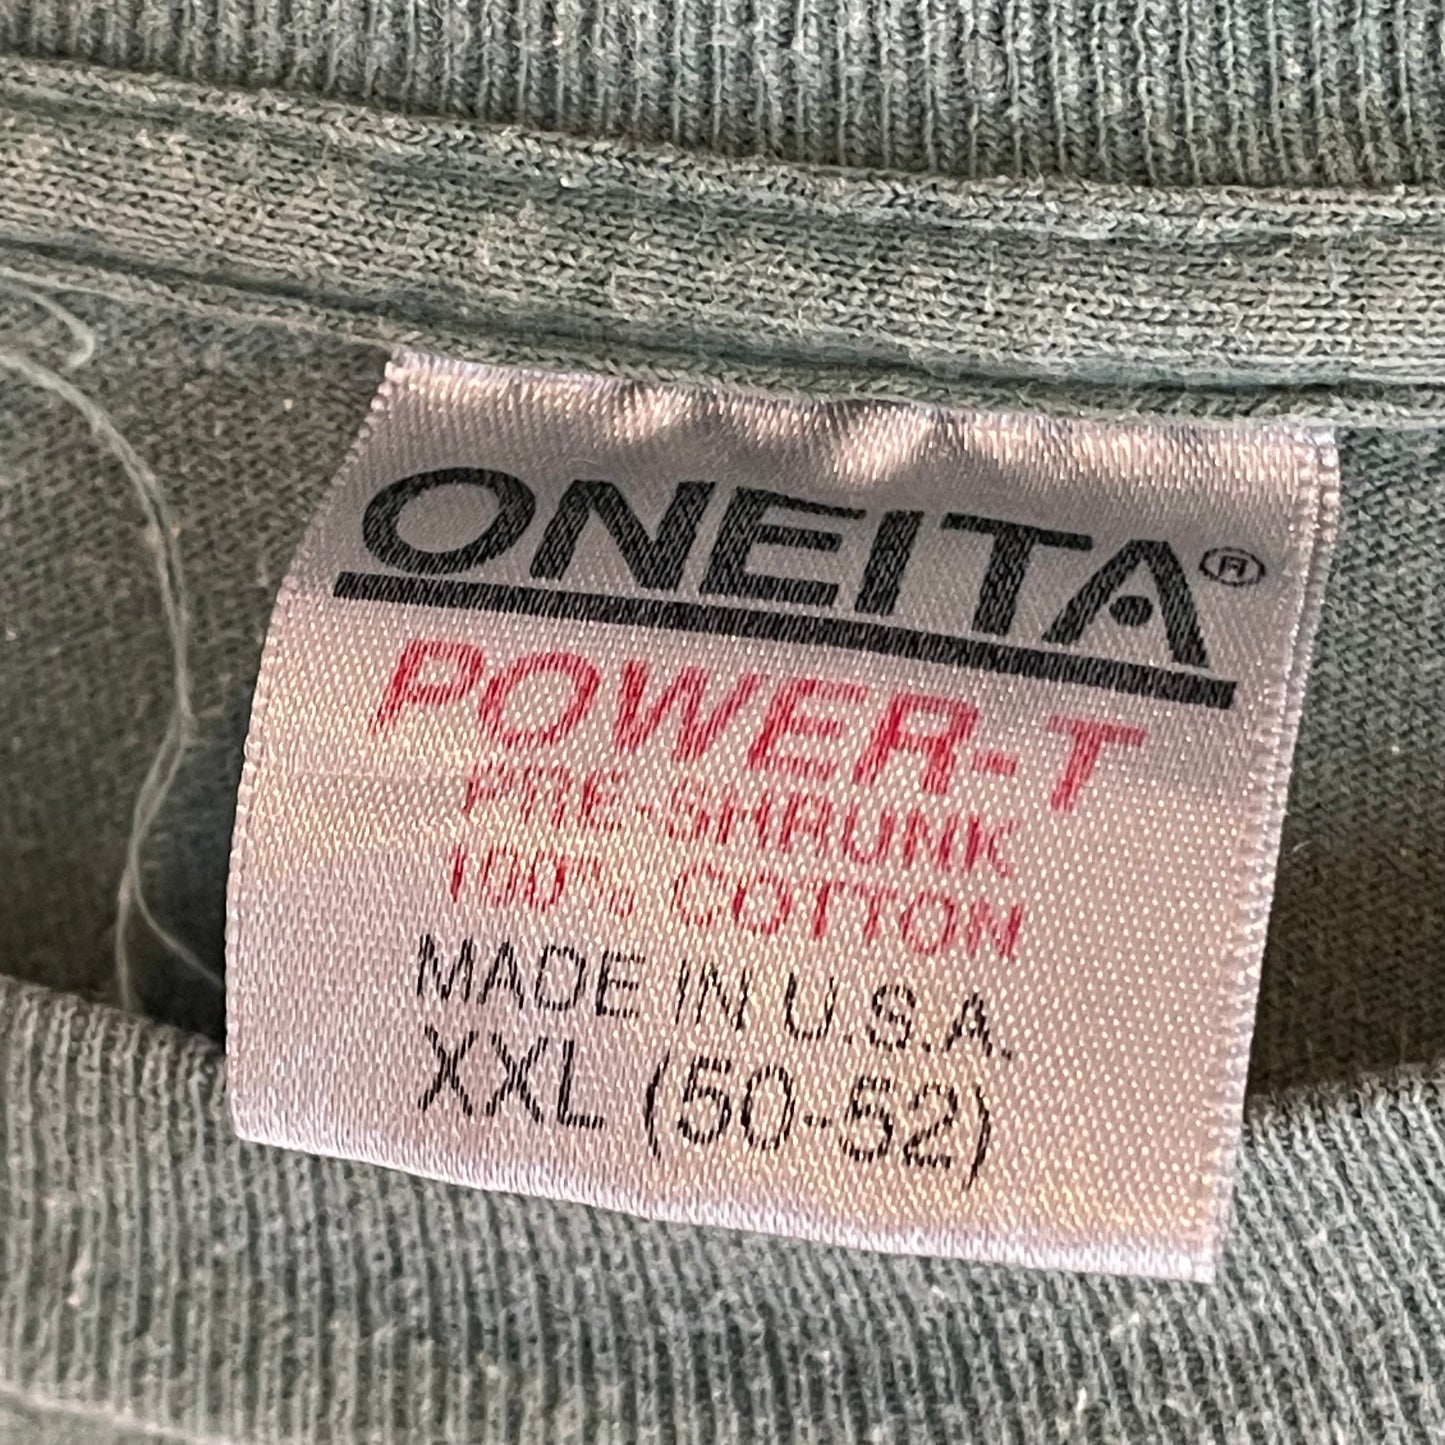 ONEITA®
POWER-T
PRE-SHRUNK
100% COTTON
MADE IN U.S.A.
XXL (50-52)